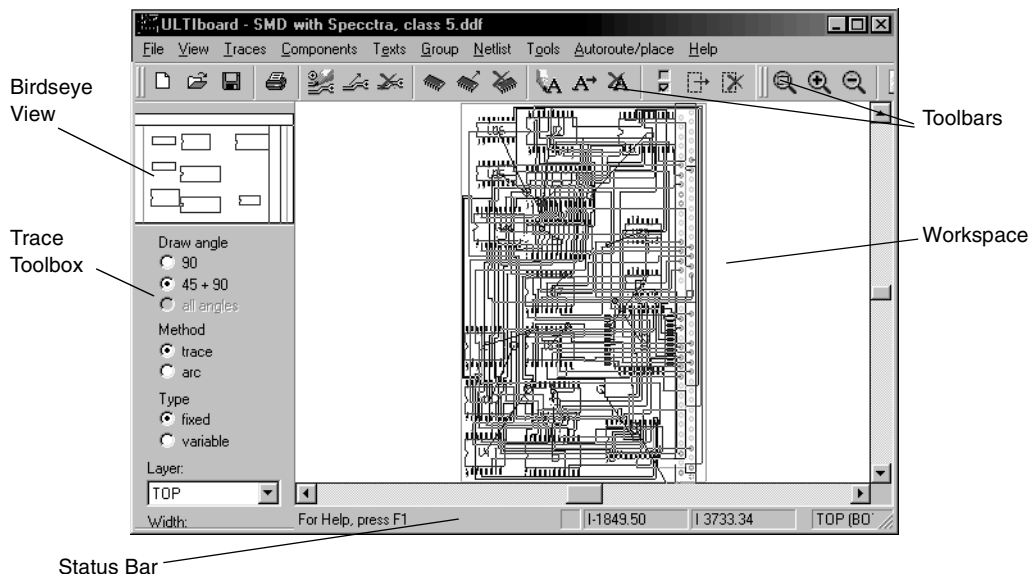 ULTIboard - SMD with Specctra, class 5.ddf
File View Traces Components Texts Group Netlist Tools Autoroute/place Help
Birdseye
View
Toolbars
Trace
Toolbox
Workspace
Draw angle
90
45 + 90
all angles
Method
trace
arc
Type
fixed
variable
Layer:
TOP
Width:
For Help, press F1
I-1849.50
I 3733.34
TOP (BO
Status Bar